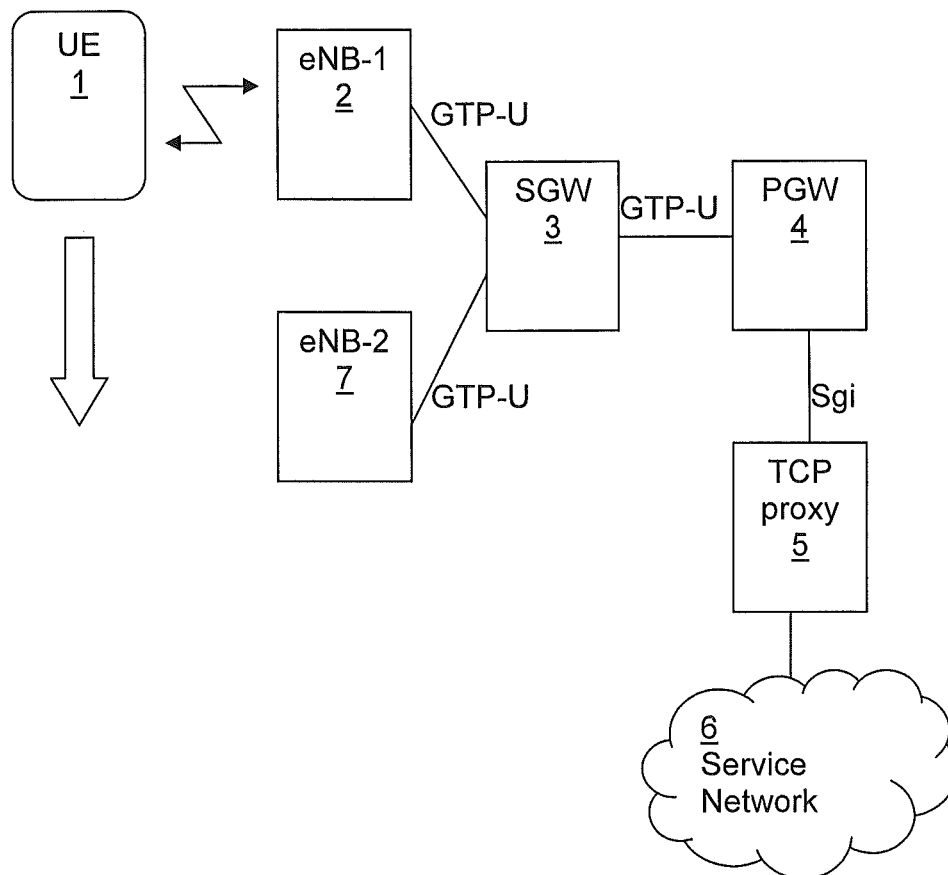 UE
1
eNB-1
2
GTP-U
SGW
3
GTP-U
PGW
4
eNB-2
7
GTP-U
Sgi
TCP
proxy
5
6
Service
Network